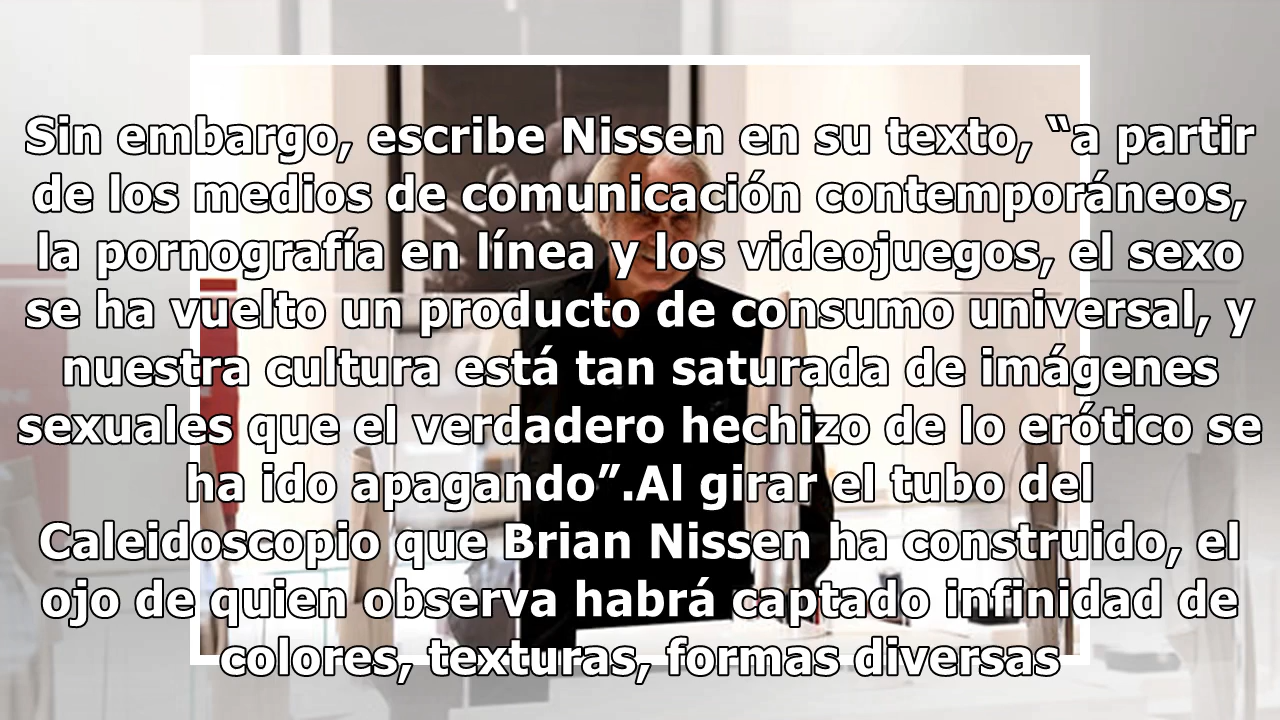 Sin embargo, escribe Nissen en su texto, “a partir
de los medios de comunicación contemporáneos,
la pornografía en línea y los videojuegos, el sexo
se ha vuelto un producto de consumo universal, y
nuestra cultura está tan saturada de imágenes
sexuales que el verdadero hechizo de lo erótico se
ha ido apagando”.Al girar el tubo del
Caleidoscopio que Brian Nissen ha construido, el
ojo de quien observa habrá captado infinidad de
colores, texturas, formas diversas